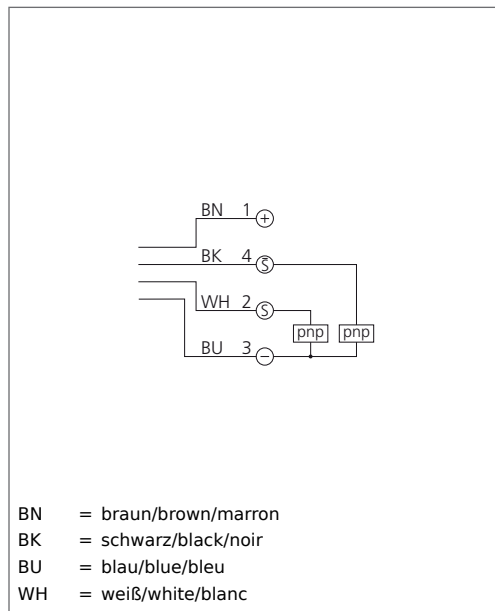 BN 1 +
BK 4 S̄
WH 2 S
pnp pnp
BU 3 −
BN = braun/brown/marron
BK = schwarz/black/noir
BU = blau/blue/bleu
WH = weiß/white/blanc